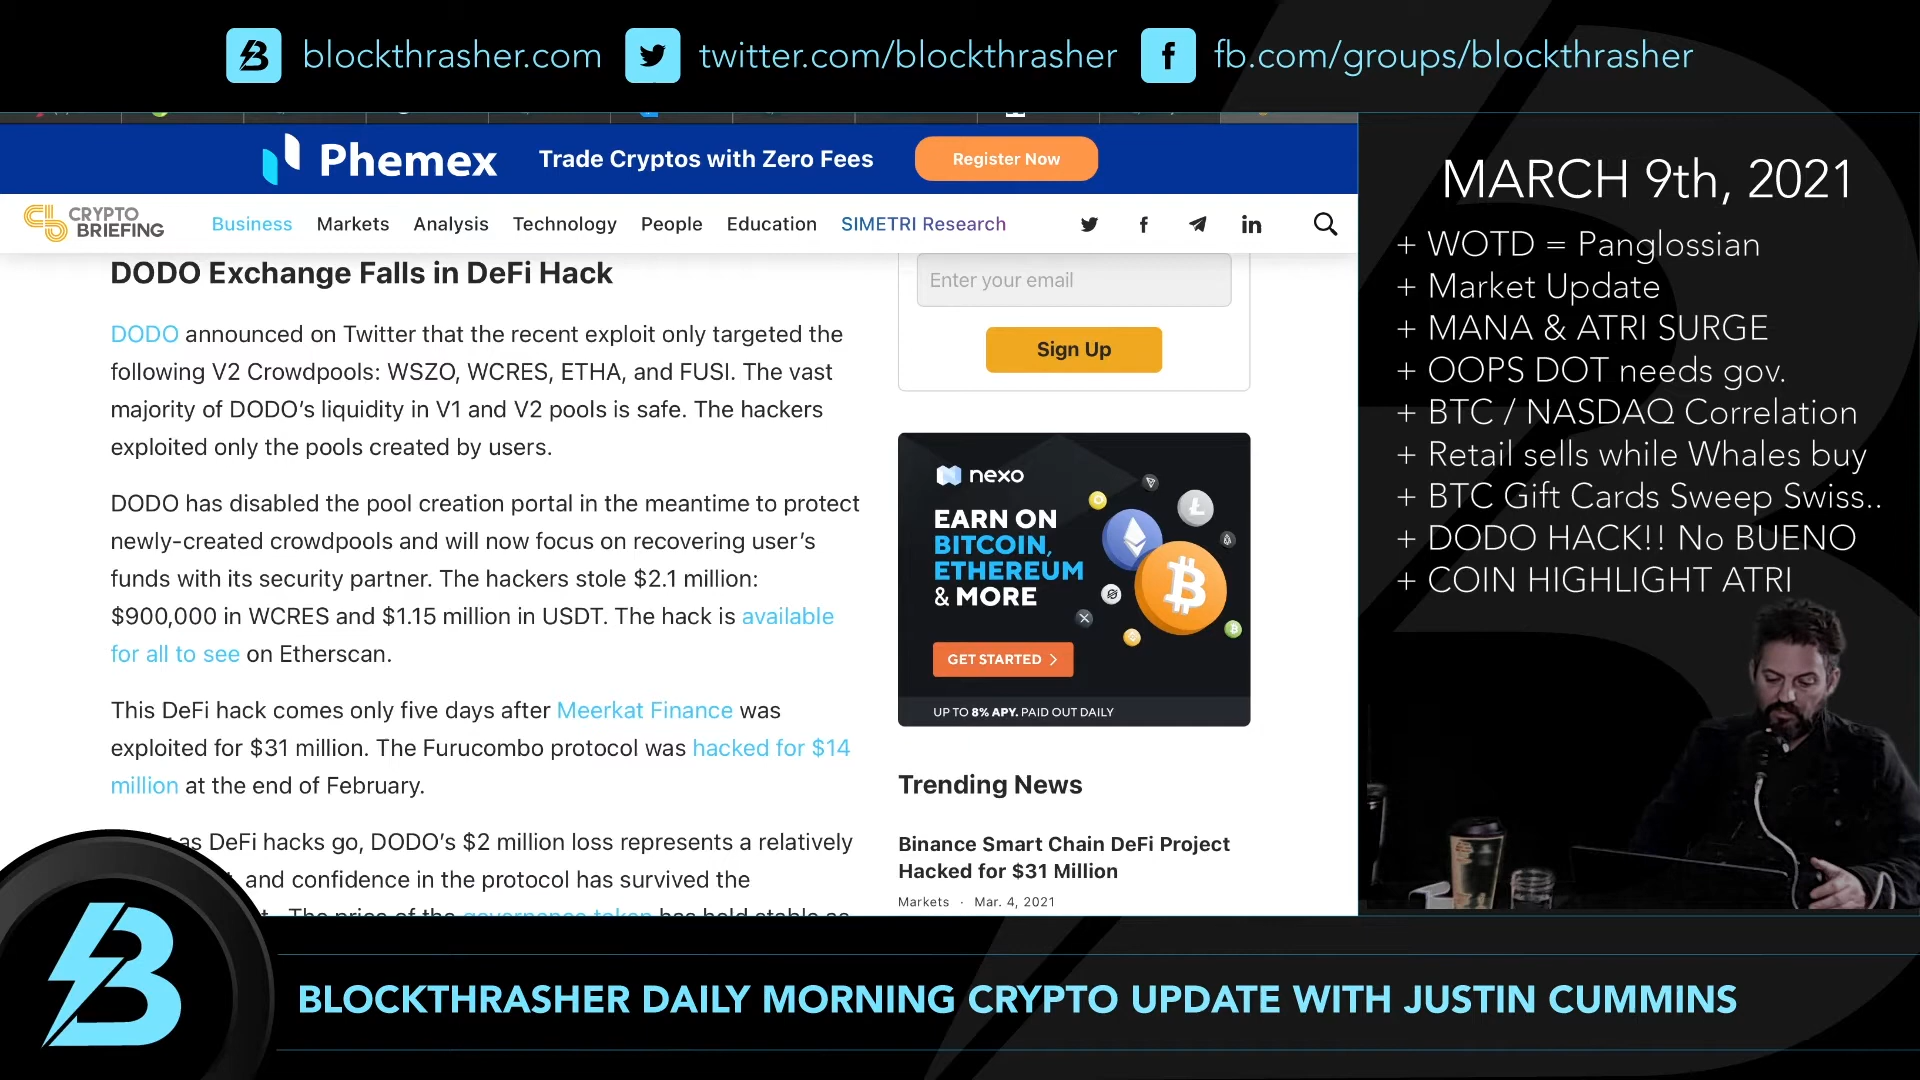 blockthrasher.com
twitter.com/blockthrasher
fb.com/groups/blockthrasher
Phemex
Trade Cryptos with Zero Fees
Register Now
CRYPTO
BRIEFING
Business Markets Analysis Technology People Education SIMETRI Research
DODO Exchange Falls in DeFi Hack
DODO announced on Twitter that the recent exploit only targeted the
following V2 Crowdpools: WSZO, WCRES, ETHA, and FUSI. The vast
majority of DODO's liquidity in V1 and V2 pools is safe. The hackers
exploited only the pools created by users.
DODO has disabled the pool creation portal in the meantime to protect
newly-created crowdpools and will now focus on recovering user's
funds with its security partner. The hackers stole $2.1 million:
$900,000 in WCRES and $1.15 million in USDT. The hack is available
for all to see on Etherscan.
This DeFi hack comes only five days after Meerkat Finance was
exploited for $31 million. The Furucombo protocol was hacked for $14
million at the end of February.
as DeFi hacks go, DODO's $2 million loss represents a relatively
and confidence in the protocol has survived the
The price of the governance token has held stable as
Enter your email
Sign Up
nexo
EARN ON
BITCOIN,
ETHEREUM
& MORE
GET STARTED >
UP TO 8% APY. PAID OUT DAILY
Trending News
Binance Smart Chain DeFi Project
Hacked for $31 Million
Markets · Mar. 4, 2021
MARCH 9th, 2021
+ WOTD = Panglossian
+ Market Update
+ MANA & ATRI SURGE
+ OOPS DOT needs gov.
+ BTC / NASDAQ Correlation
+ Retail sells while Whales buy
+ BTC Gift Cards Sweep Swiss..
+ DODO HACK!! No BUENO
+ COIN HIGHLIGHT ATRI
BLOCKTHRASHER DAILY MORNING CRYPTO UPDATE WITH JUSTIN CUMMINS